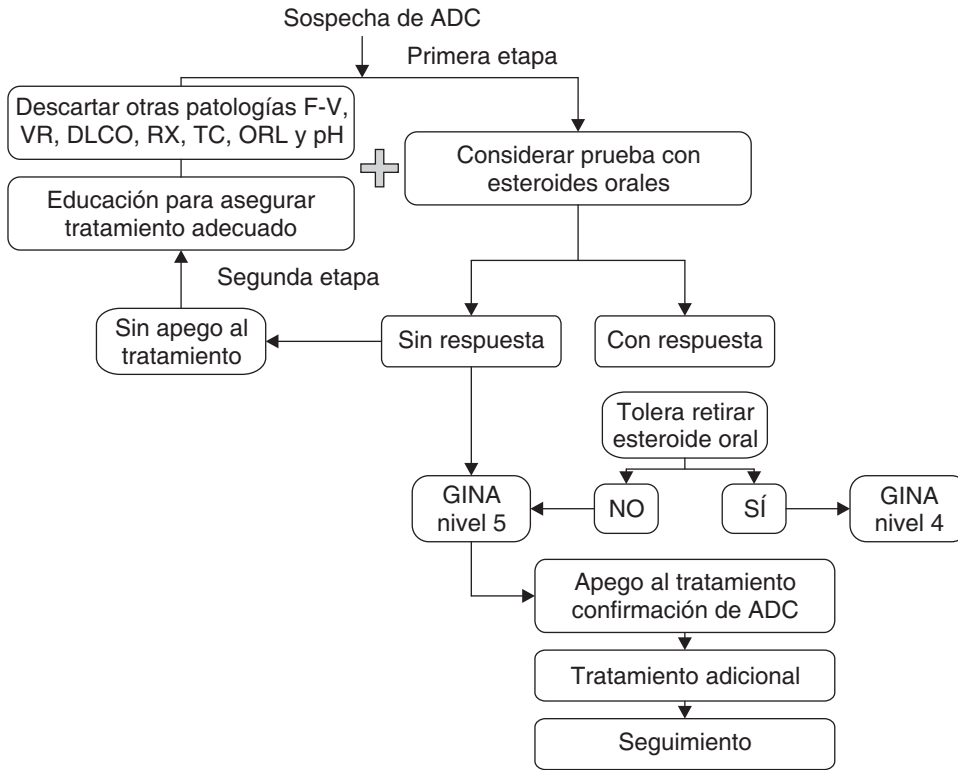 Sospecha de ADC
Primera etapa
Descartar otras patologías F-V,
VR, DLCO, RX, TC, ORL y pH
Considerar prueba con
esteroides orales
Educación para asegurar
tratamiento adecuado
Segunda etapa
Sin apego al
tratamiento
Sin respuesta
Con respuesta
Tolera retirar
esteroide oral
GINA
nivel 5
NO
SÍ
GINA
nivel 4
Apego al tratamiento
confirmación de ADC
Tratamiento adicional
Seguimiento